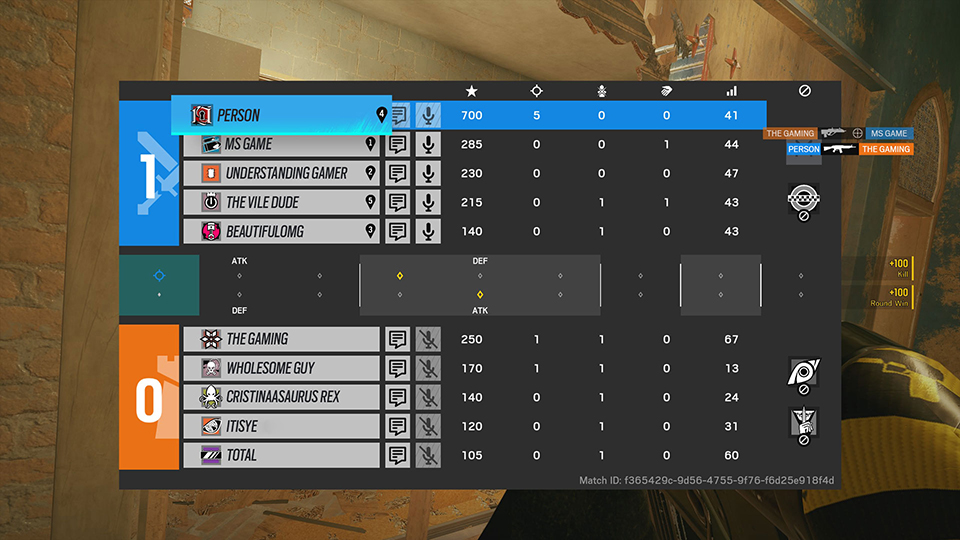 PERSON 4 700 5 0 0 41
1
MS GAME 1 285 0 0 1 44
UNDERSTANDING GAMER 2 230 0 0 0 47
THE VILE DUDE 5 215 0 1 1 43
BEAUTIFULOMG 3 140 0 1 0 43
THE GAMING MS GAME
PERSON THE GAMING
ATK DEF
DEF ATK
+100
Kill
+100
Round Win
0
THE GAMING 250 1 1 0 67
WHOLESOME GUY 170 1 1 0 13
CRISTINAASAURUS REX 140 0 1 0 24
ITISYE 120 0 1 0 31
TOTAL 105 0 1 0 60
Match ID: f365429c-9d56-4755-9f76-f6d25e918f4d